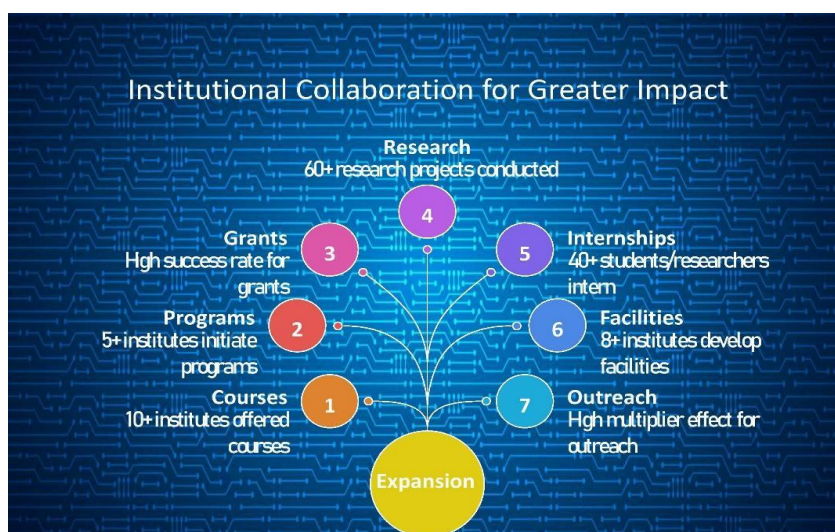 Institutional Collaboration for Greater Impact
Research
60+ research projects conducted
4
Grants
High success rate for
grants
3
5
Internships
40+ students/researchers
intern
Programs
5+ institutes initiate
programs
2
6
Facilities
8+ institutes develop
facilities
Courses
10+ institutes offered
courses
1
7
Outreach
High multiplier effect for
outreach
Expansion